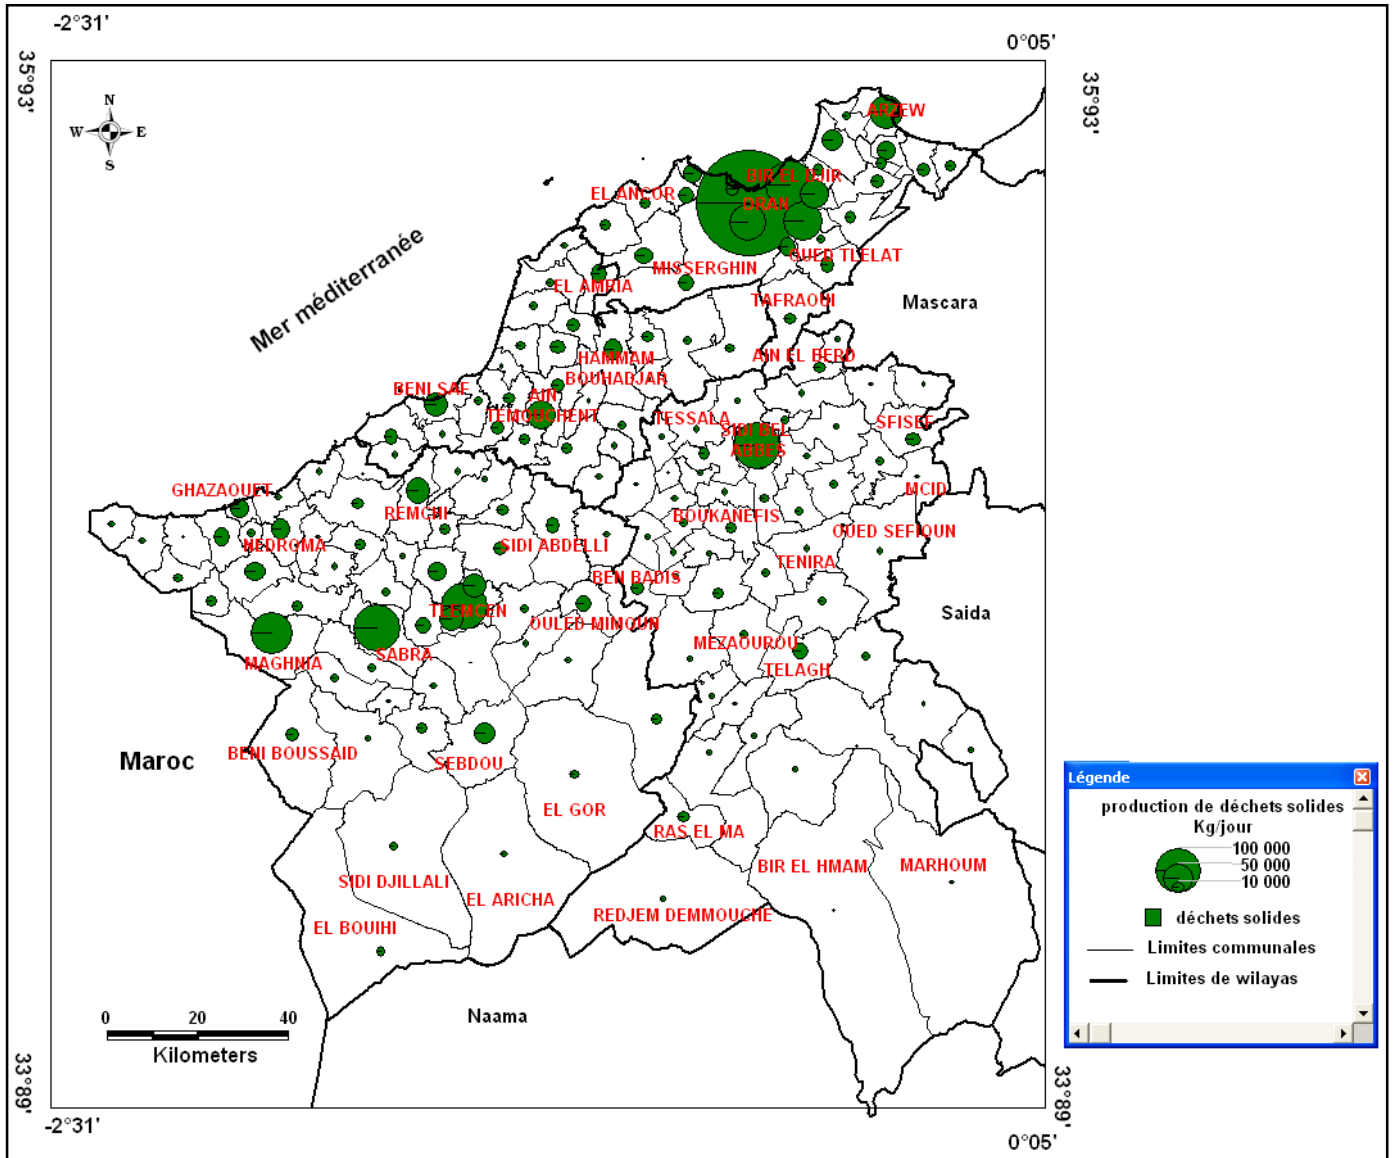 -2°31'
0°05'
35°93'
35°93'
N
W
E
S
ARZEW
BIR EL DJIR
EL ANCOR
ORAN
Mer méditerranée
OUED TLELAT
MISSERGHIN
EL AMRIA
TAFRAOUI
Mascara
HAMMAM
BOUHADJAR
AIN EL BERD
BENI SAF
AIN
TEMOUCHENT
TESSALA
SIDI BEL
ABBES
SFISEF
GHAZAOUET
REMCHI
MCID
BOUKANEFIS
OUED SEFIOUN
NEDROMA
SIDI ABDELLI
TENIRA
BEN BADIS
TLEMCEN
OULED MIMOUN
Saida
MAGHNIA
SABRA
MEZAOUROU
TELAGH
Maroc
BENI BOUSSAID
SEBDOU
EL GOR
RAS EL MA
BIR EL HMAM
MARHOUM
SIDI DJILLALI
EL ARICHA
EL BOUIHI
REDJEM DEMMOUCHE
Naama
Légende
production de déchets solides
Kg/jour
100 000
50 000
10 000
déchets solides
Limites communales
Limites de wilayas
0 20 40
Kilometers
33°89'
33°89'
-2°31'
0°05'